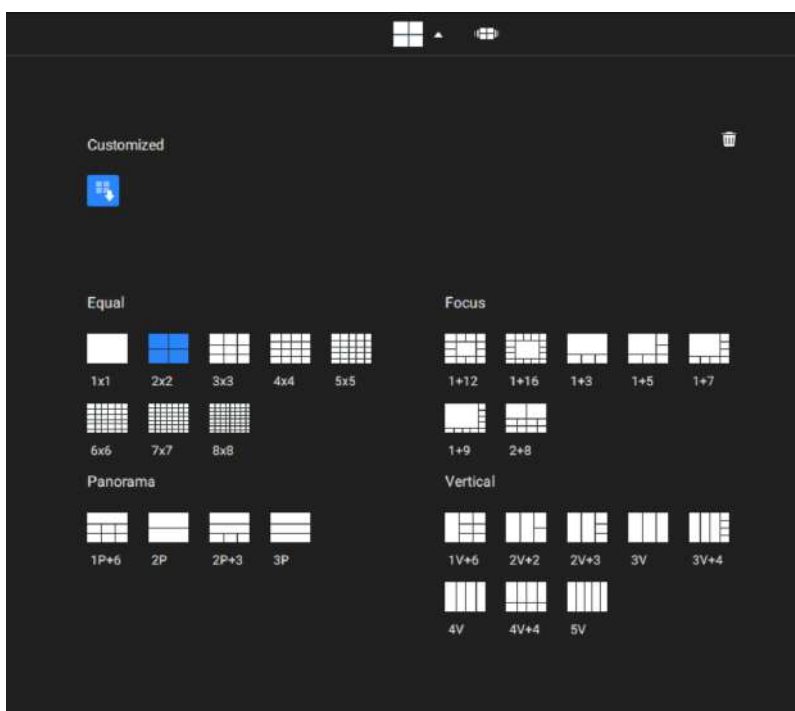 Customized
Equal
1x1 2x2 3x3 4x4 5x5
6x6 7x7 8x8
Focus
1+12 1+16 1+3 1+5 1+7
1+9 2+8
Panorama
1P+6 2P 2P+3 3P
Vertical
1V+6 2V+2 2V+3 3V 3V+4
4V 4V+4 5V